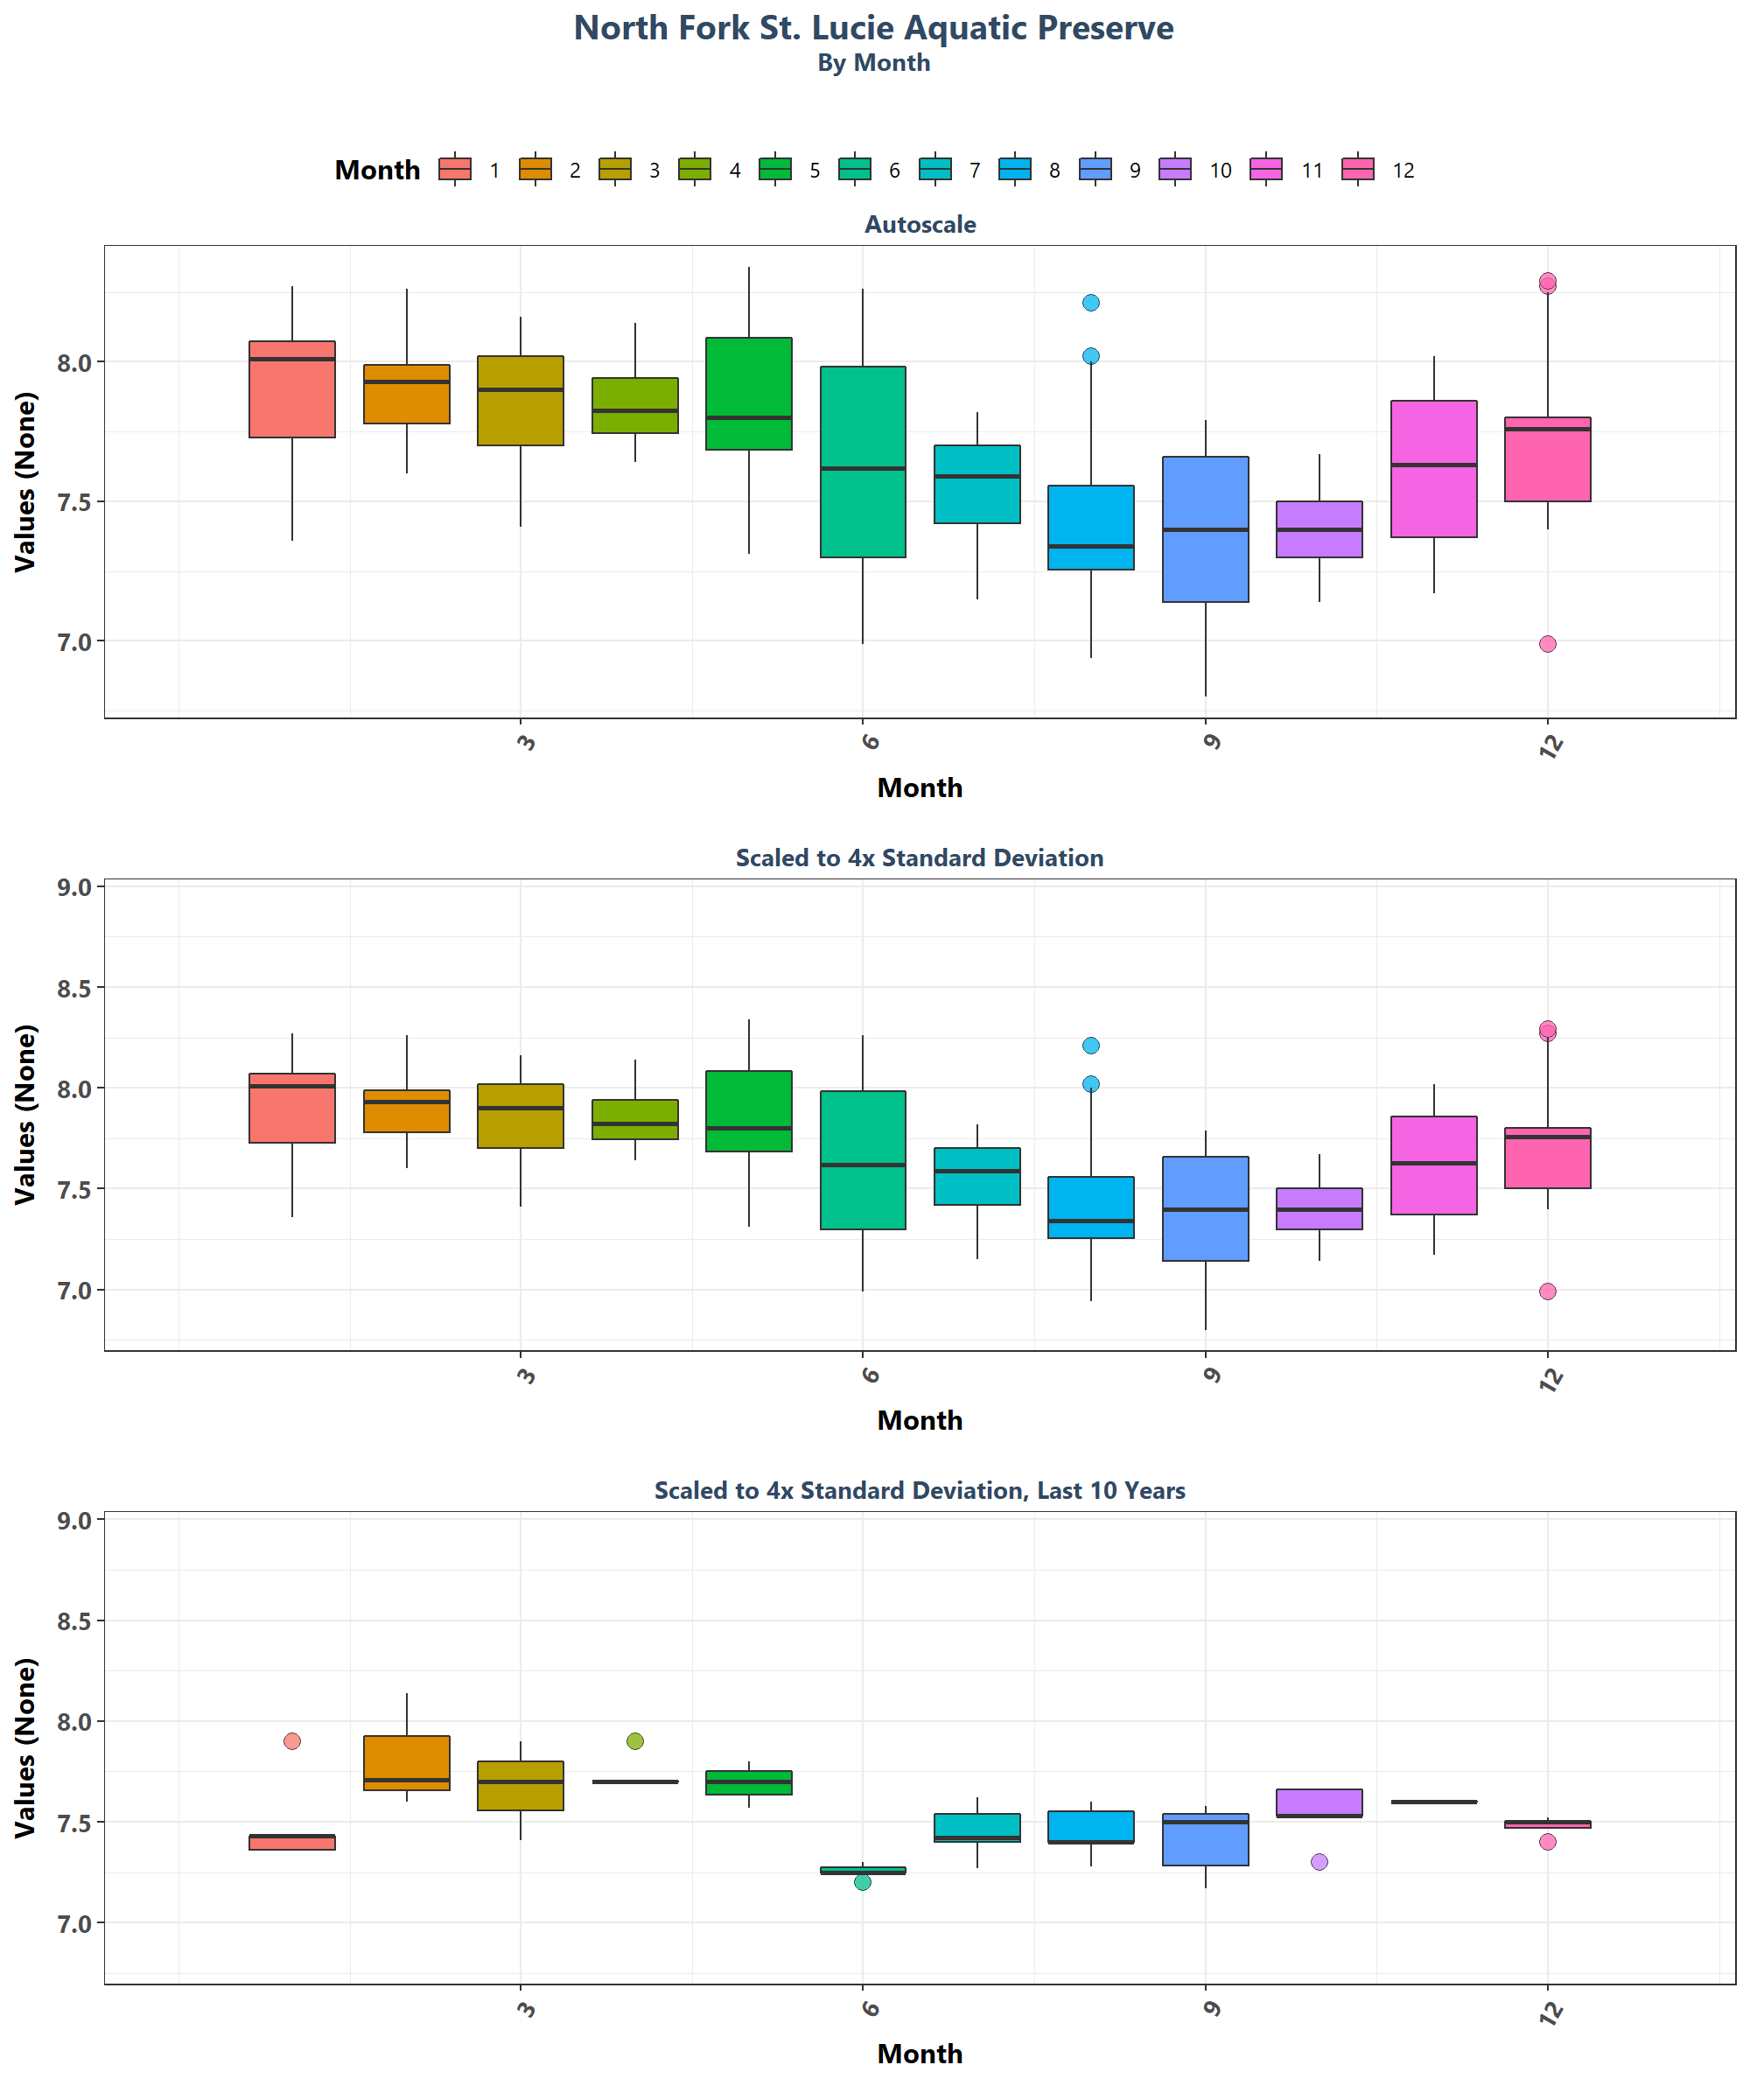 North Fork St. Lucie Aquatic Preserve
By Month
Month 1 2 3 4 5 6 7 8 9 10 11 12
Autoscale
Values (None)
8.0
7.5
7.0
3 6 9 12
Month
Scaled to 4x Standard Deviation
Values (None)
9.0
8.5
8.0
7.5
7.0
3 6 9 12
Month
Scaled to 4x Standard Deviation, Last 10 Years
Values (None)
9.0
8.5
8.0
7.5
7.0
3 6 9 12
Month